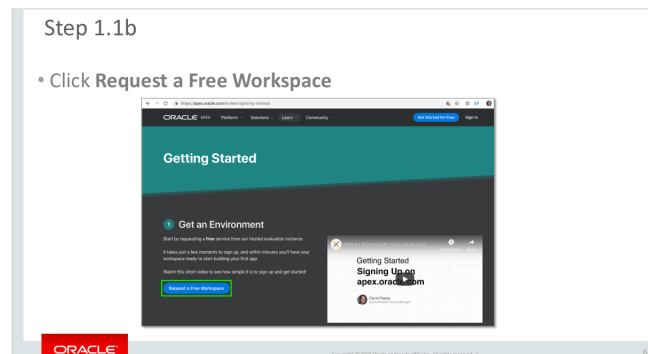 Step 1.1b
• Click Request a Free Workspace
https://apex.oracle.com/en/learn/getting-started/
ORACLE APEX Platform Solutions Learn Community Get Started for Free Sign In
Getting Started
1 Get an Environment
Start by requesting a free service from our hosted evaluation instance.
It takes just a few moments to sign up, and within minutes you'll have your
workspace ready to start building your first app.
Watch this short video to see how simple it is to sign up and get started!
Request a Free Workspace
Getting Started
Signing Up on
apex.oracle.com
David Peake
ORACLE